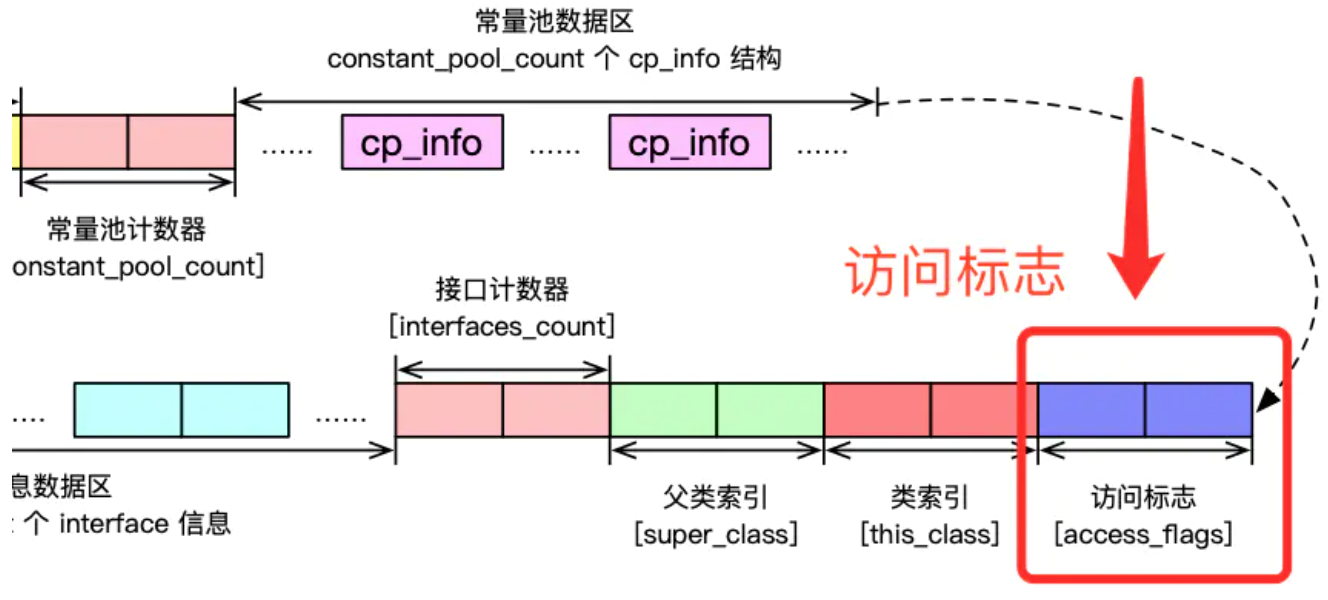 常量池数据区
constant_pool_count 个 cp_info 结构
...... cp_info ...... cp_info ......
常量池计数器
onstant_pool_count]
访问标志
接口计数器
[interfaces_count]
.... ......
息数据区
个 interface 信息
父类索引
[super_class]
类索引
[this_class]
访问标志
[access_flags]